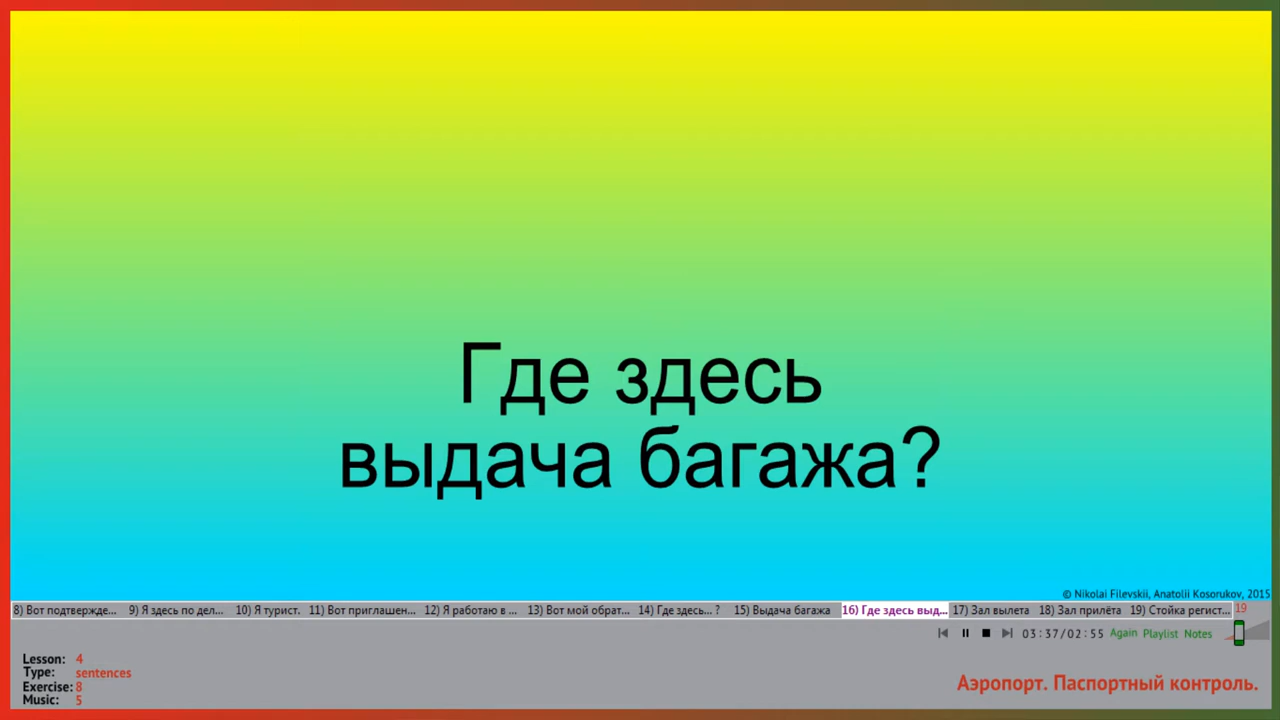 Где здесь
выдача багажа?
© Nikolai Filevskii, Anatolii Kosorukov, 2015
8) Вот подтвержде... 9) Я здесь по дел... 10) Я турист. 11) Вот приглашен... 12) Я работаю в ... 13) Вот мой обрат... 14) Где здесь... ? 15) Выдача багажа 16) Где здесь выд... 17) Зал вылета 18) Зал прилёта 19) Стойка регист... 19
03:37/02:55 Again Playlist Notes
Lesson: 4
Type: sentences
Exercise: 8
Music: 5
Аэропорт. Паспортный контроль.